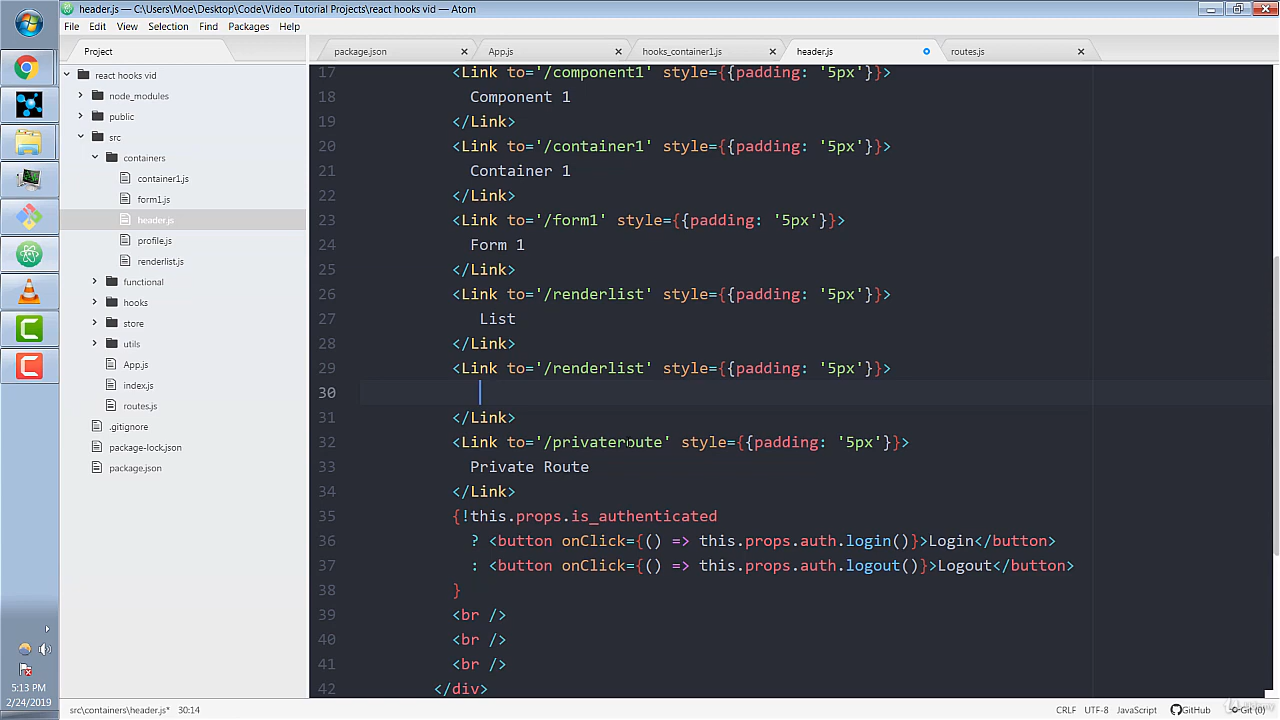 header.js — C:\Users\Moe\Desktop\Code\Video Tutorial Projects\react hooks vid — Atom
File Edit View Selection Find Packages Help
Project
package.json
App.js
hooks_container1.js
header.js
routes.js
react hooks vid
node_modules
public
src
containers
container1.js
form1.js
header.js
profile.js
renderlist.js
functional
hooks
store
utils
App.js
index.js
routes.js
.gitignore
package-lock.json
package.json
17 <Link to='/component1' style={{padding: '5px'}}>
18 Component 1
19 </Link>
20 <Link to='/container1' style={{padding: '5px'}}>
21 Container 1
22 </Link>
23 <Link to='/form1' style={{padding: '5px'}}>
24 Form 1
25 </Link>
26 <Link to='/renderlist' style={{padding: '5px'}}>
27 List
28 </Link>
29 <Link to='/renderlist' style={{padding: '5px'}}>
30
31 </Link>
32 <Link to='/privateroute' style={{padding: '5px'}}>
33 Private Route
34 </Link>
35 {!this.props.is_authenticated
36 ? <button onClick={() => this.props.auth.login()}>Login</button>
37 : <button onClick={() => this.props.auth.logout()}>Logout</button>
38 }
39 <br />
40 <br />
41 <br />
42 </div>
5:13 PM
2/24/2019
src\containers\header.js* 30:14
CRLF UTF-8 JavaScript GitHub Git (0)